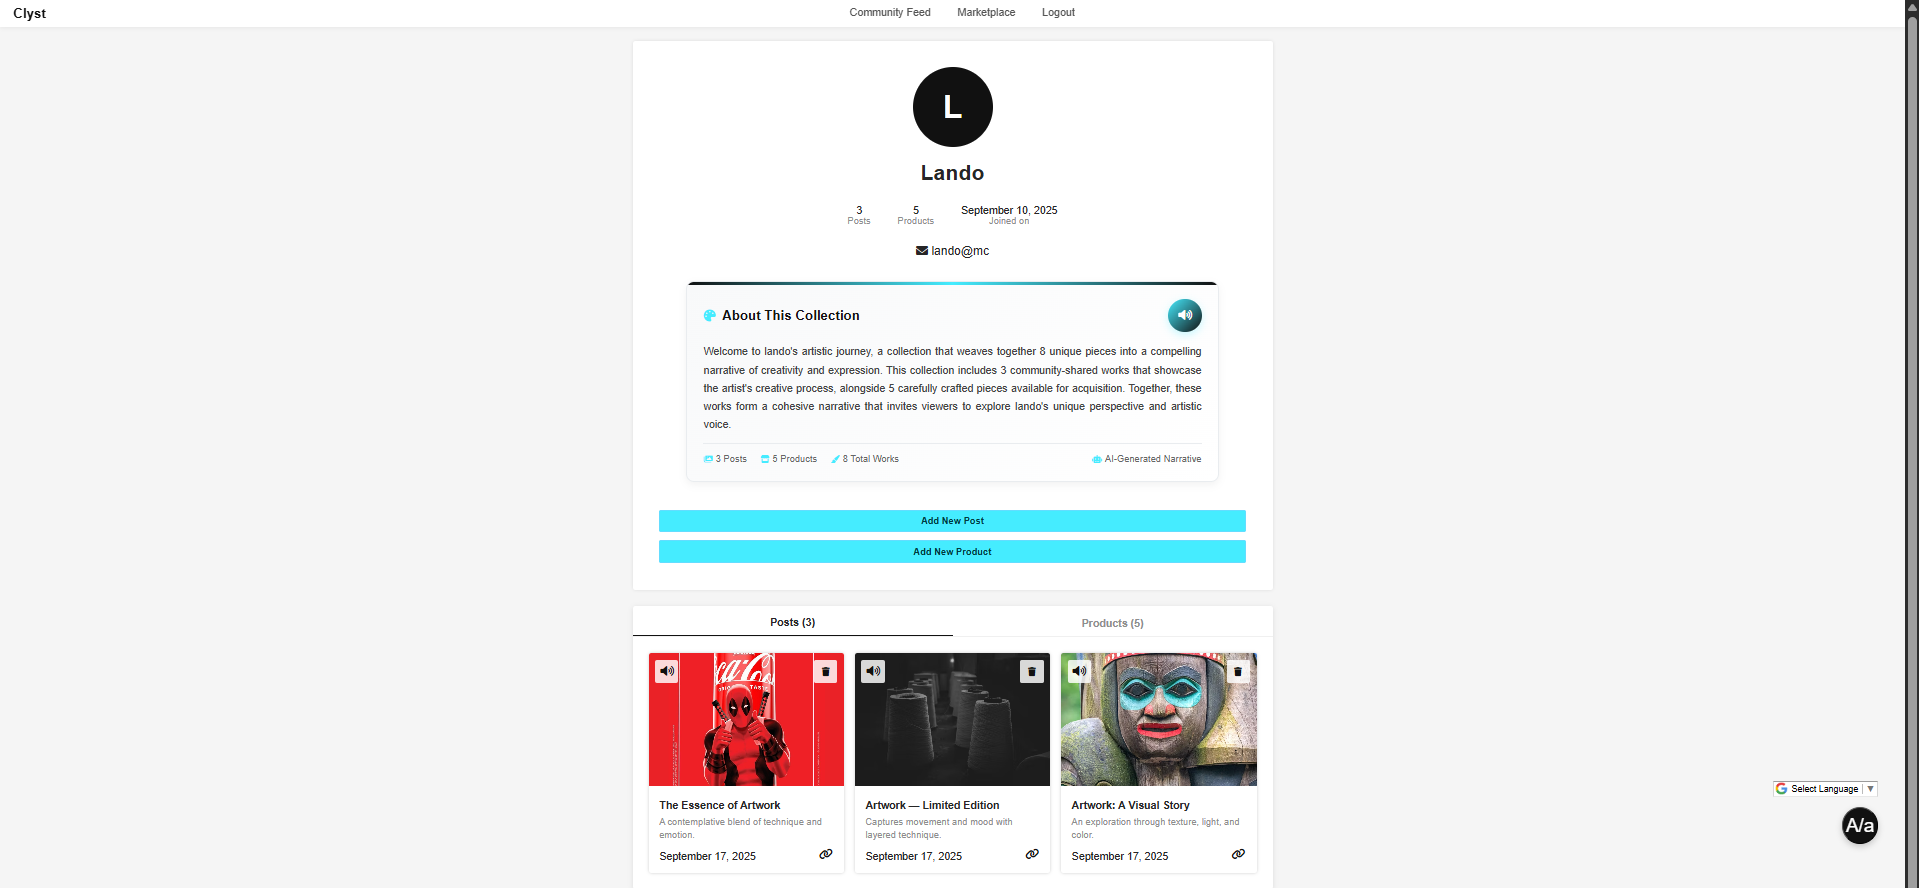 Clyst
Community Feed
Marketplace
Logout
L
Lando
3
Posts
5
Products
September 10, 2025
Joined on
lando@mc
About This Collection
Welcome to lando's artistic journey, a collection that weaves together 8 unique pieces into a compelling
narrative of creativity and expression. This collection includes 3 community-shared works that showcase
the artist's creative process, alongside 5 carefully crafted pieces available for acquisition. Together, these
works form a cohesive narrative that invites viewers to explore lando's unique perspective and artistic
voice.
3 Posts
5 Products
8 Total Works
AI-Generated Narrative
Add New Post
Add New Product
Posts (3)
Products (5)
The Essence of Artwork
A contemplative blend of technique and
emotion.
September 17, 2025
Artwork — Limited Edition
Captures movement and mood with
layered technique.
September 17, 2025
Artwork: A Visual Story
An exploration through texture, light, and
color.
September 17, 2025
Select Language
A/a